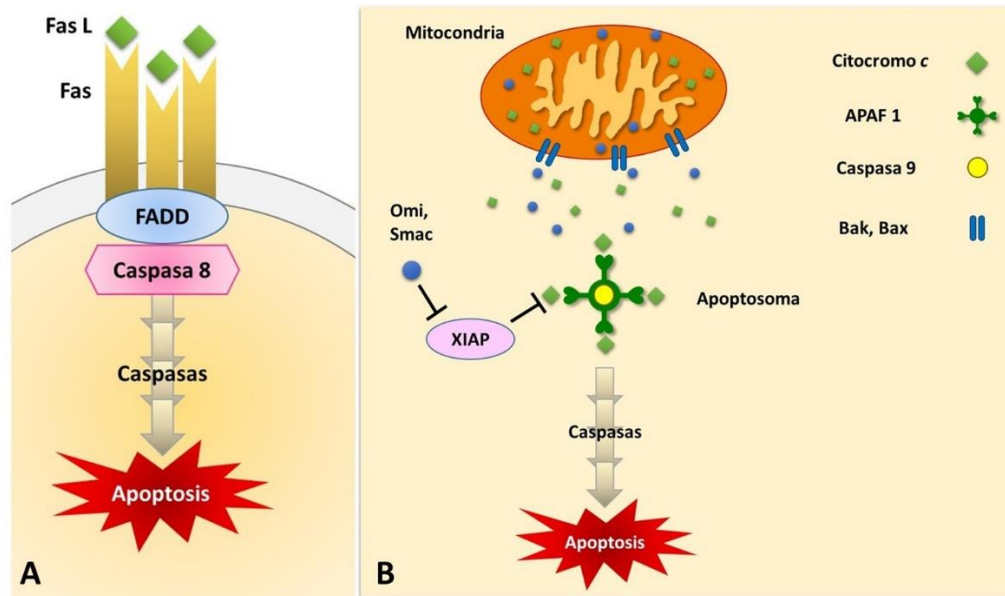 Fas L
Fas
FADD
Caspasa 8
Caspasas
Apoptosis
A
Mitocondria
Citocromo c
APAF 1
Caspasa 9
Bak, Bax
Omi,
Smac
XIAP
Apoptosoma
Caspasas
Apoptosis
B